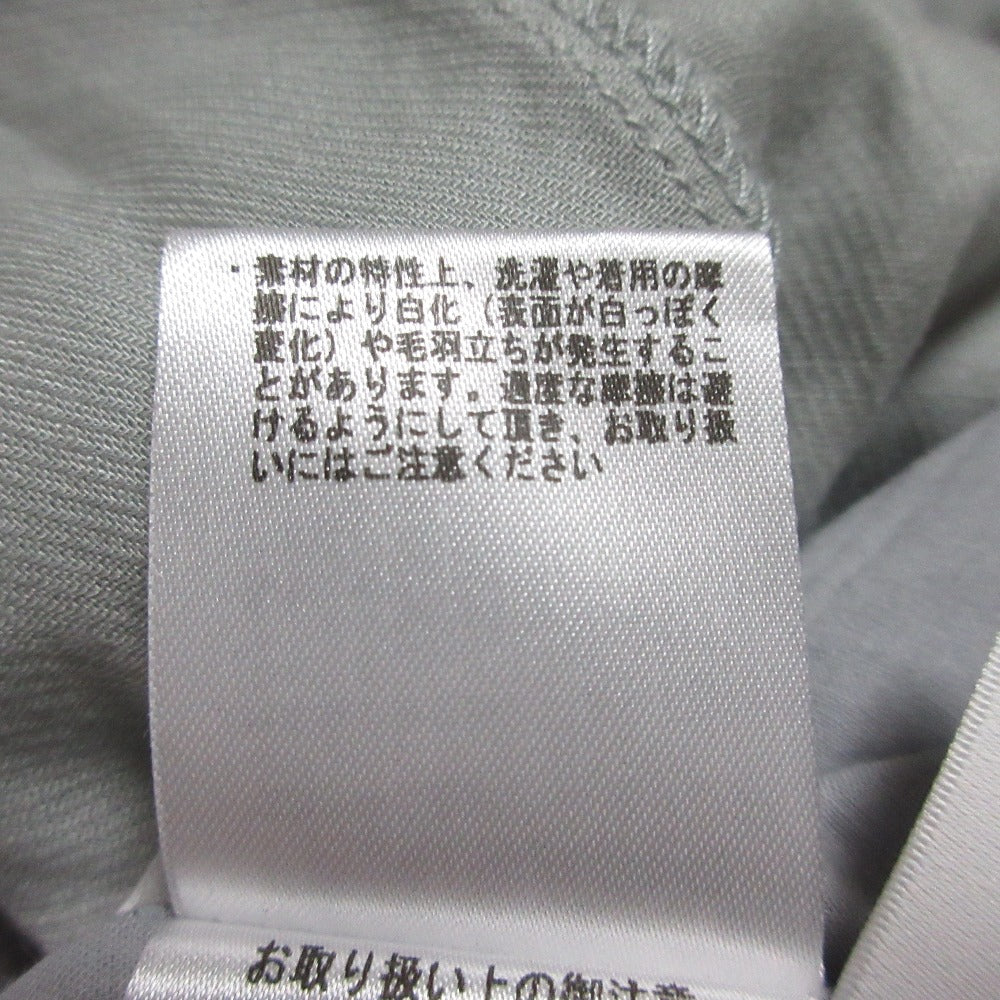 ・素材の特性上、洗濯や着用の摩
擦により白化（表面が白っぽく
変化）や毛羽立ちが発生するこ
とがあります。過度な摩擦は避
けるようにして頂き、お取り扱
いにはご注意ください
お取り扱い上の御注意